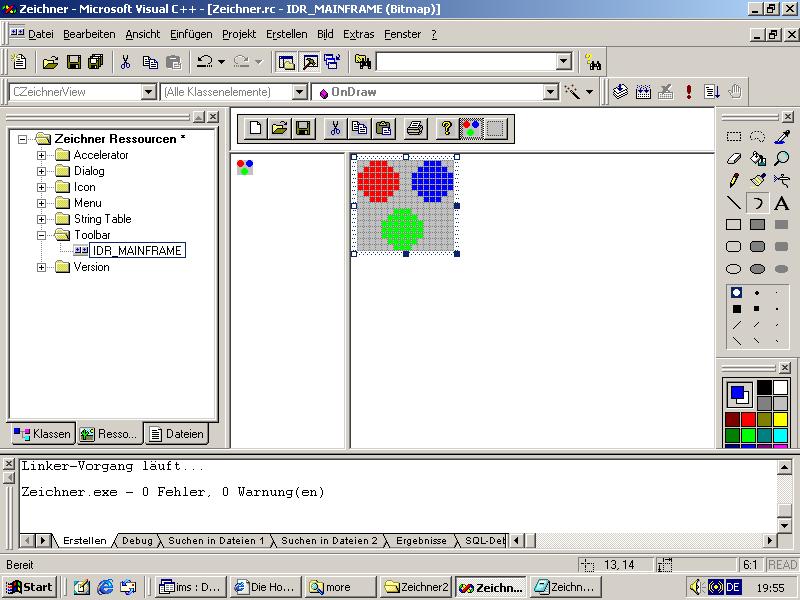 Zeichner - Microsoft Visual C++ - [Zeichner.rc - IDR_MAINFRAME (Bitmap)]
Datei Bearbeiten Ansicht Einfügen Projekt Erstellen Bild Extras Fenster ?
CZeichnerView (Alle Klassenelemente) OnDraw
Zeichner Ressourcen *
Accelerator
Dialog
Icon
Menu
String Table
Toolbar
IDR_MAINFRAME
Version
Klassen Resso... Dateien
Linker-Vorgang läuft...
Zeichner.exe - 0 Fehler, 0 Warnung(en)
Erstellen Debug Suchen in Dateien 1 Suchen in Dateien 2 Ergebnisse SQL-Del
Bereit 13, 14 6:1 READ
Start ims : D... Die Ho... more Zeichner2 Zeichn... Zeichn... DE 19:55